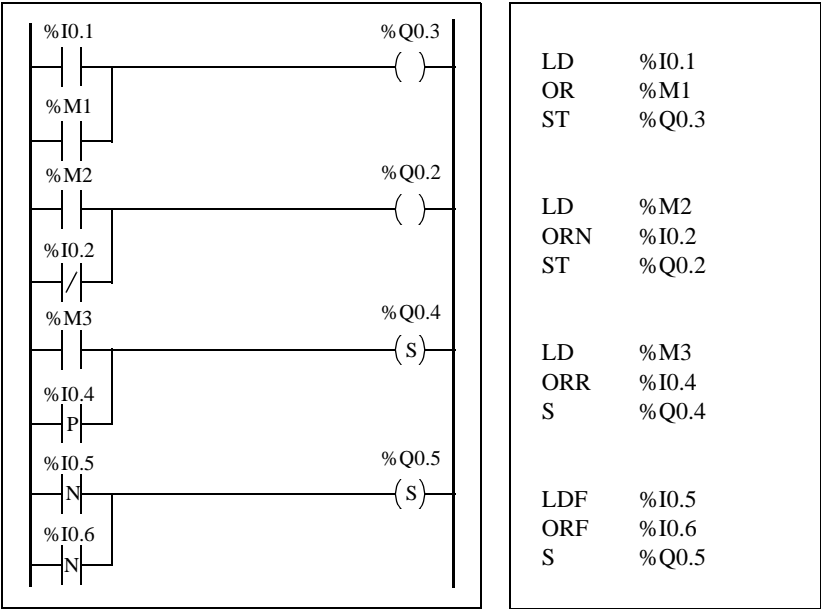 %I0.1 %Q0.3
%M1
%M2 %Q0.2
%I0.2
%M3 %Q0.4
S
%I0.4
P
%I0.5 %Q0.5
N S
%I0.6
N
LD %I0.1
OR %M1
ST %Q0.3
LD %M2
ORN %I0.2
ST %Q0.2
LD %M3
ORR %I0.4
S %Q0.4
LDF %I0.5
ORF %I0.6
S %Q0.5